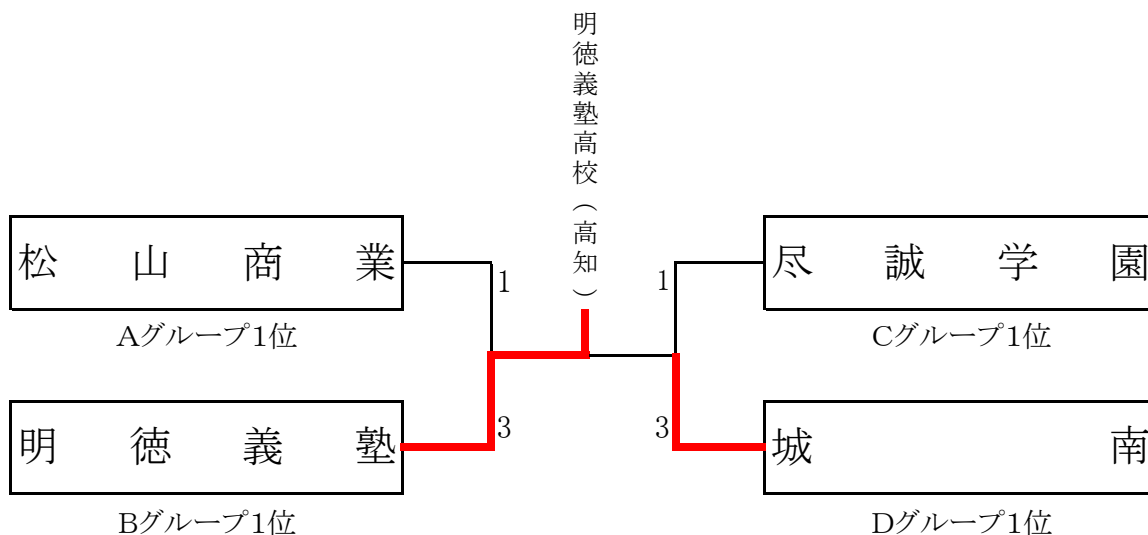 明徳義塾高校（高知）
松山商業
1
1
尽誠学園
Aグループ1位
Cグループ1位
明徳義塾
3
3
城南
Bグループ1位
Dグループ1位